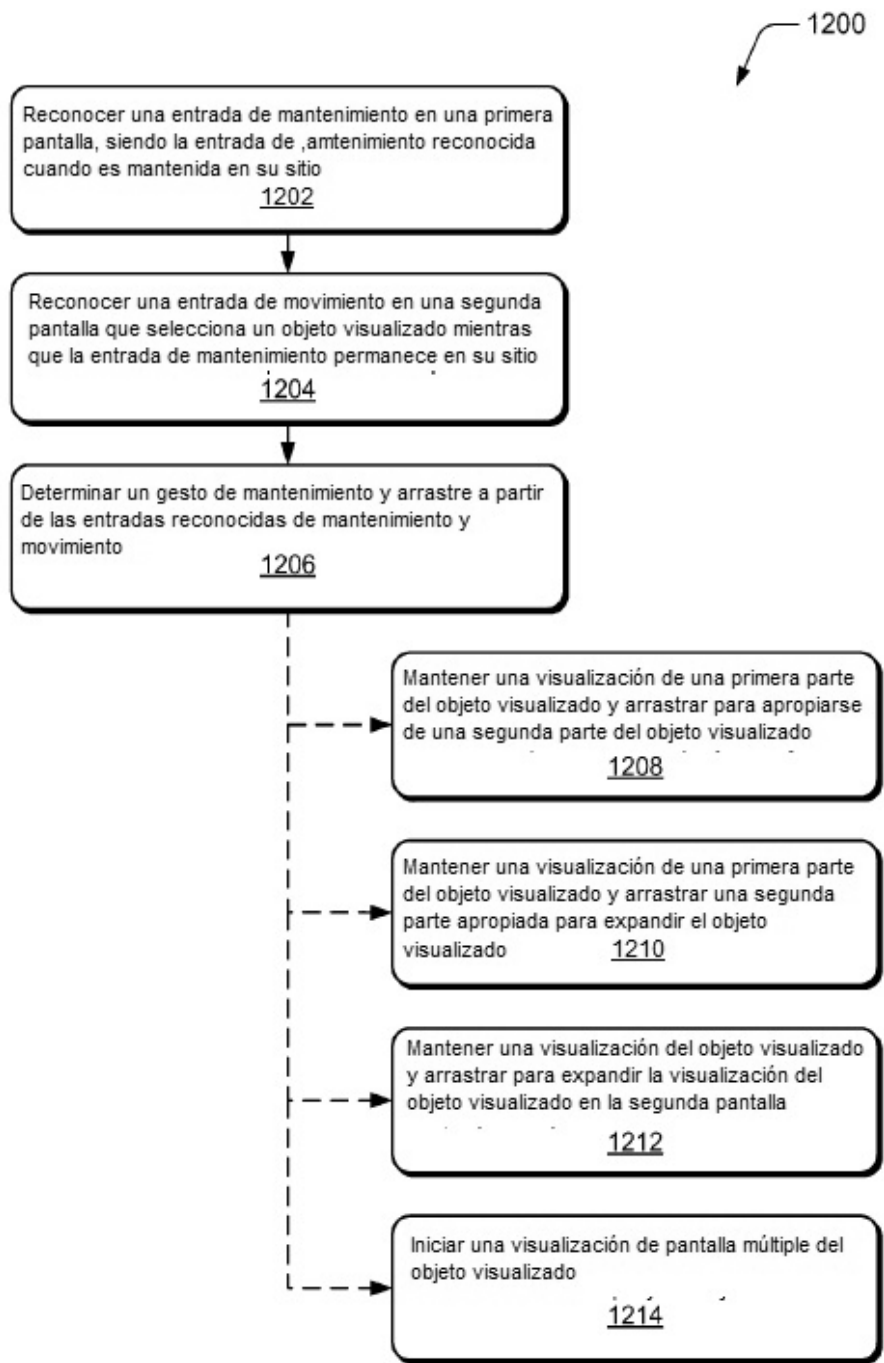 1200
Reconocer una entrada de mantenimiento en una primera
pantalla, siendo la entrada de ,amtenimiento reconocida
cuando es mantenida en su sitio
1202
Reconocer una entrada de movimiento en una segunda
pantalla que selecciona un objeto visualizado mientras
que la entrada de mantenimiento permanece en su sitio
1204
Determinar un gesto de mantenimiento y arrastre a partir
de las entradas reconocidas de mantenimiento y
movimiento
1206
Mantener una visualización de una primera parte
del objeto visualizado y arrastrar para apropiarse
de una segunda parte del objeto visualizado
1208
Mantener una visualización de una primera parte
del objeto visualizado y arrastrar una segunda
parte apropiada para expandir el objeto
visualizado 1210
Mantener una visualización del objeto visualizado
y arrastrar para expandir la visualización del
objeto visualizado en la segunda pantalla
1212
Iniciar una visualización de pantalla múltiple del
objeto visualizado
1214